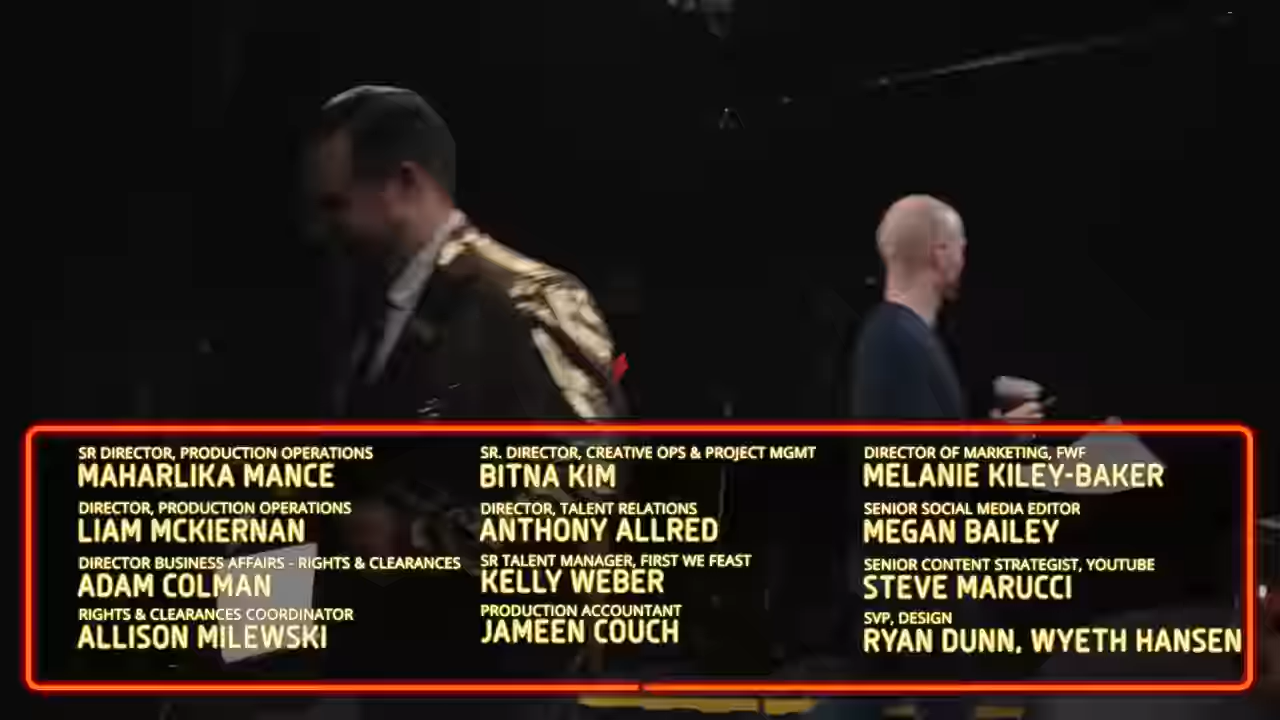 SR DIRECTOR, PRODUCTION OPERATIONS
MAHARLIKA MANCE
DIRECTOR, PRODUCTION OPERATIONS
LIAM MCKIERNAN
DIRECTOR BUSINESS AFFAIRS - RIGHTS & CLEARANCES
ADAM COLMAN
RIGHTS & CLEARANCES COORDINATOR
ALLISON MILEWSKI
SR. DIRECTOR, CREATIVE OPS & PROJECT MGMT
BITNA KIM
DIRECTOR, TALENT RELATIONS
ANTHONY ALLRED
SR TALENT MANAGER, FIRST WE FEAST
KELLY WEBER
PRODUCTION ACCOUNTANT
JAMEEN COUCH
DIRECTOR OF MARKETING, FWF
MELANIE KILEY-BAKER
SENIOR SOCIAL MEDIA EDITOR
MEGAN BAILEY
SENIOR CONTENT STRATEGIST, YOUTUBE
STEVE MARUCCI
SVP, DESIGN
RYAN DUNN, WYETH HANSEN